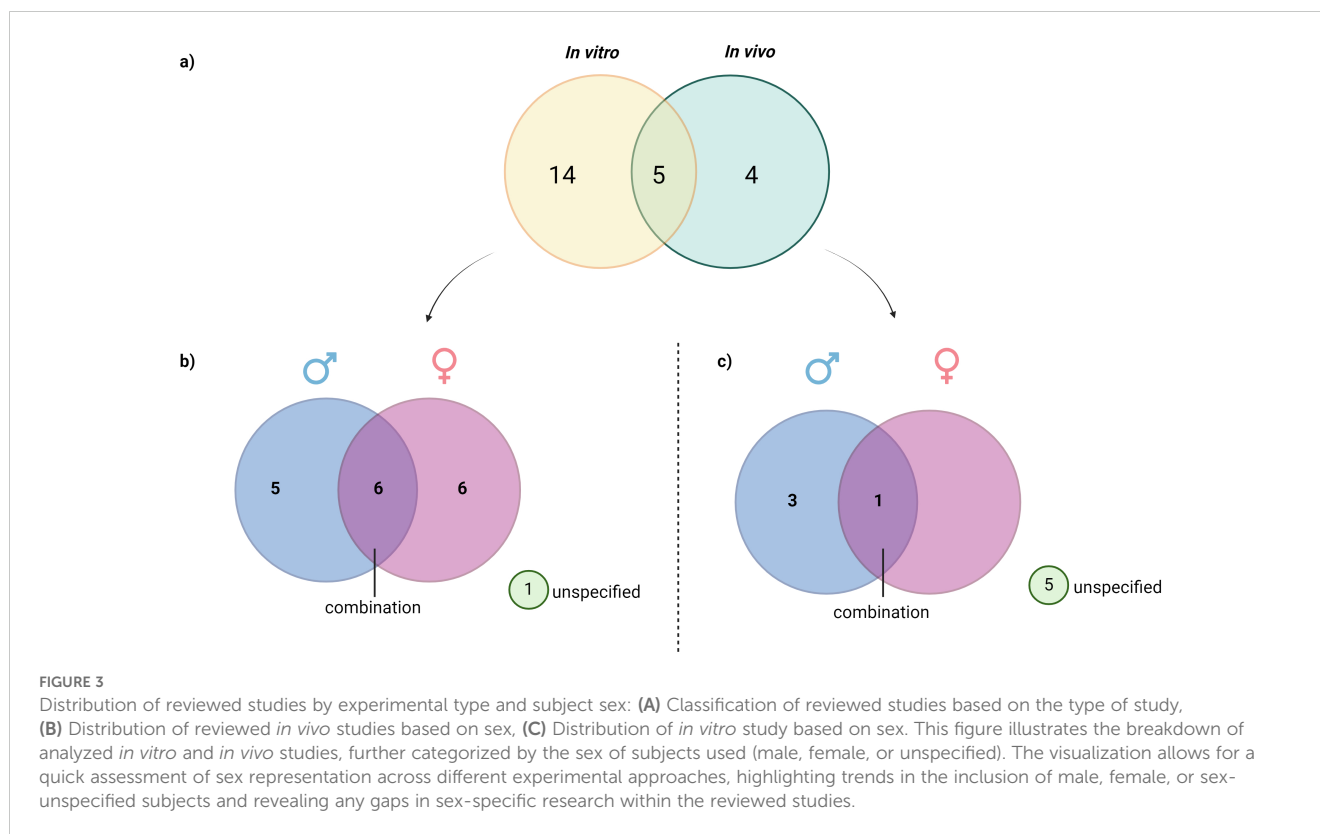 a)
In vitro
In vivo
14
5
4
b)
♂
♀
5
6
6
combination
1
unspecified
c)
♂
♀
3
1
combination
5
unspecified
FIGURE 3
Distribution of reviewed studies by experimental type and subject sex: (A) Classification of reviewed studies based on the type of study,
(B) Distribution of reviewed in vivo studies based on sex, (C) Distribution of in vitro study based on sex. This figure illustrates the breakdown of
analyzed in vitro and in vivo studies, further categorized by the sex of subjects used (male, female, or unspecified). The visualization allows for a
quick assessment of sex representation across different experimental approaches, highlighting trends in the inclusion of male, female, or sex-
unspecified subjects and revealing any gaps in sex-specific research within the reviewed studies.